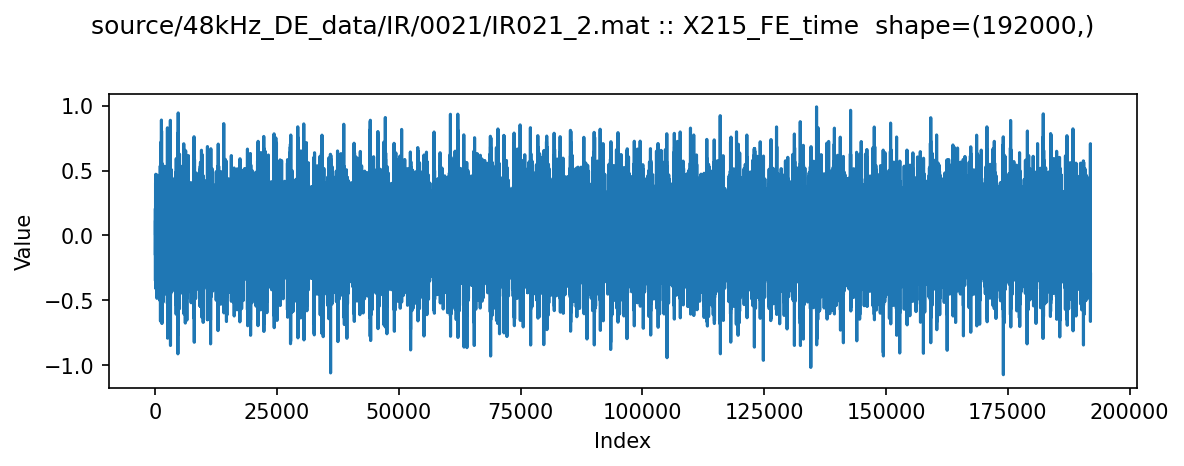 source/48kHz_DE_data/IR/0021/IR021_2.mat :: X215_FE_time  shape=(192000,)
1.0
0.5
0.0
−0.5
−1.0
Value
0 25000 50000 75000 100000 125000 150000 175000 200000
Index